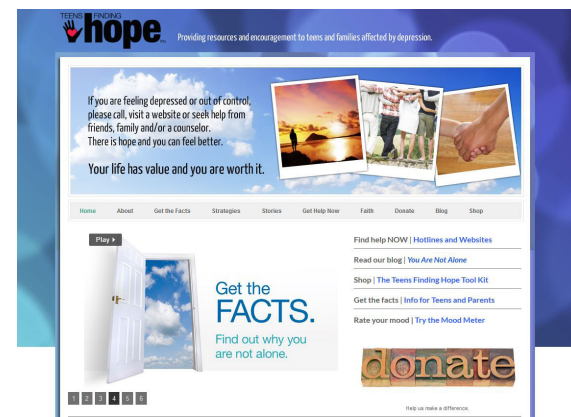 TEENS FINDING
hope
Providing resources and encouragement to teens and families affected by depression.
If you are feeling depressed or out of control,
please call, visit a website or seek help from
friends, family and/or a counselor.
There is hope and you can feel better.
Your life has value and you are worth it.
Home About Get the Facts Strategies Stories Get Help Now Faith Donate Blog Shop
Play
Get the
FACTS.
Find out why you
are not alone.
1 2 3 4 5 6
Find help NOW | Hotlines and Websites
Read our blog | You Are Not Alone
Shop | The Teens Finding Hope Tool Kit
Get the facts | Info for Teens and Parents
Rate your mood | Try the Mood Meter
donate
Help us make a difference.